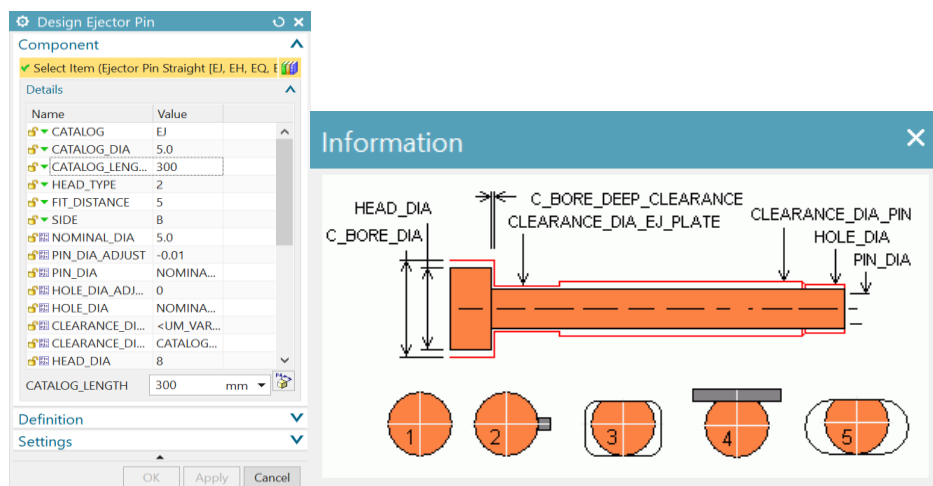 Design Ejector Pin
Component
Select Item (Ejector Pin Straight [EJ, EH, EQ, E
Details
Name Value
CATALOG EJ
CATALOG_DIA 5.0
CATALOG_LENG... 300
HEAD_TYPE 2
FIT_DISTANCE 5
SIDE B
NOMINAL_DIA 5.0
PIN_DIA_ADJUST -0.01
PIN_DIA NOMINA...
HOLE_DIA_ADJ... 0
HOLE_DIA NOMINA...
CLEARANCE_DI... <UM_VAR...
CLEARANCE_DI... CATALOG...
HEAD_DIA 8
CATALOG_LENGTH 300 mm
Definition
Settings
OK Apply Cancel
Information
HEAD_DIA
C_BORE_DIA
C_BORE_DEEP_CLEARANCE
CLEARANCE_DIA_EJ_PLATE
CLEARANCE_DIA_PIN
HOLE_DIA
PIN_DIA
1 2 3 4 5